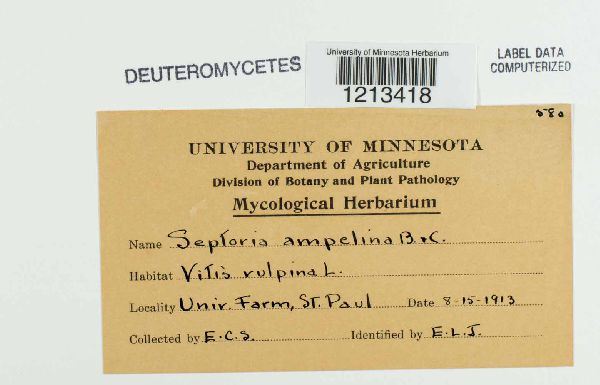 DEUTEROMYCETES
University of Minnesota Herbarium
1213418
LABEL DATA
COMPUTERIZED
580
UNIVERSITY OF MINNESOTA
Department of Agriculture
Division of Botany and Plant Pathology
Mycological Herbarium
Name Septoria ampelina B.+C.
Habitat Vitis vulpina L.
Locality Univ. Farm, St. Paul Date 8-15-1913
Collected by E.C.S. Identified by E.L.J.